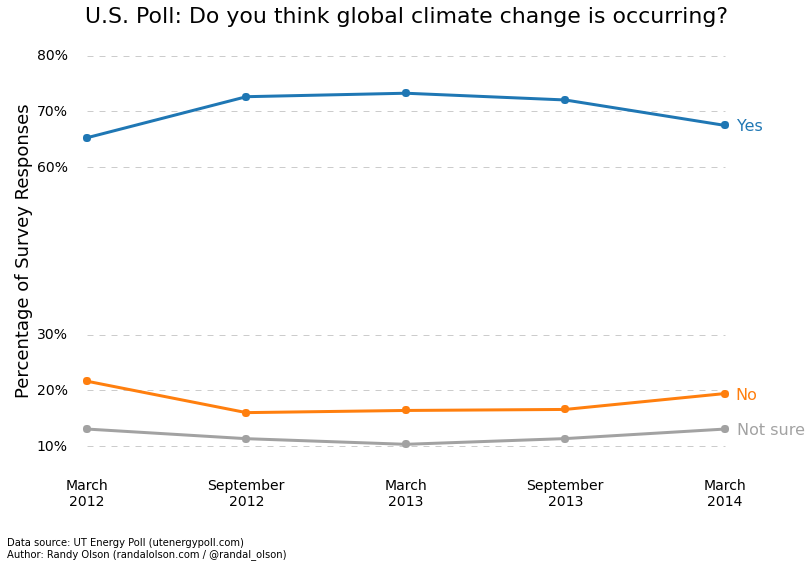 U.S. Poll: Do you think global climate change is occurring?
Percentage of Survey Responses
80%
70%
60%
30%
20%
10%
Yes
No
Not sure
March
2012
September
2012
March
2013
September
2013
March
2014
Data source: UT Energy Poll (utenergypoll.com)
Author: Randy Olson (randalolson.com / @randal_olson)